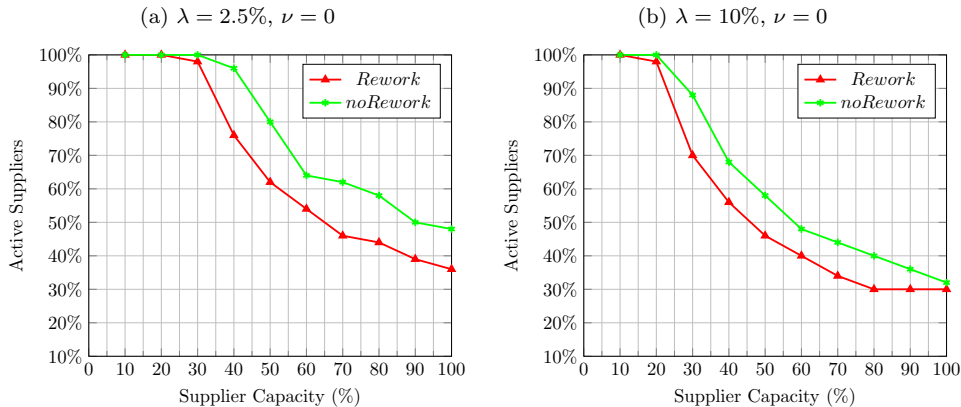 (a) λ = 2.5%, ν = 0
100%
90%
80%
70%
60%
50%
40%
30%
20%
10%
0 10 20 30 40 50 60 70 80 90 100
Active Suppliers
Supplier Capacity (%)
Rework
noRework
(b) λ = 10%, ν = 0
100%
90%
80%
70%
60%
50%
40%
30%
20%
10%
0 10 20 30 40 50 60 70 80 90 100
Active Suppliers
Supplier Capacity (%)
Rework
noRework